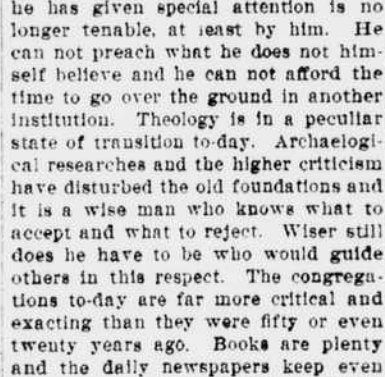 he has given special attention is no
longer tenable, at least by him. He
can not preach what he does not him-
self believe and he can not afford the
time to go over the ground in another
institution. Theology is in a peculiar
state of transition to-day. Archaelogi-
cal researches and the higher criticism
have disturbed the old foundations and
it is a wise man who knows what to
accept and what to reject. Wiser still
does he have to be who would guide
others in this respect. The congrega-
tions to-day are far more critical and
exacting than they were fifty or even
twenty years ago. Books are plenty
and the daily newspapers keep even